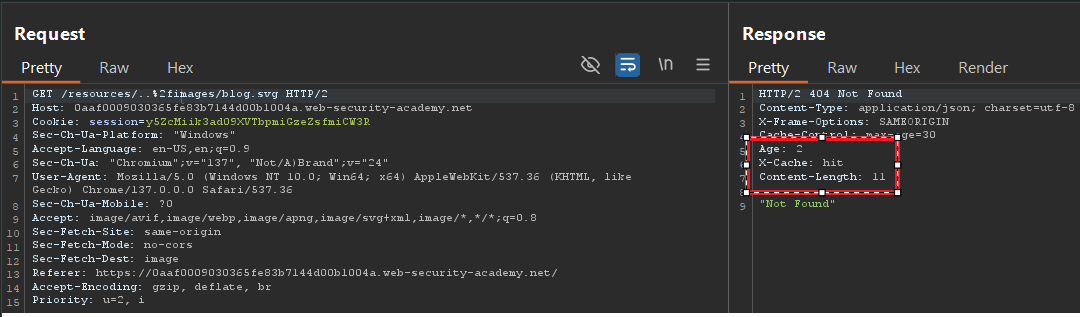 Request
Pretty Raw Hex
\n
1 GET /resources/..%2fimages/blog.svg HTTP/2
2 Host: 0aaf0009030365fe83b7144d00b1004a.web-security-academy.net
3 Cookie: session=y5ZcMiik3ad09XVTbpmiGzeZsfmiCW3R
4 Sec-Ch-Ua-Platform: "Windows"
5 Accept-Language: en-US,en;q=0.9
6 Sec-Ch-Ua: "Chromium";v="137", "Not/A)Brand";v="24"
7 User-Agent: Mozilla/5.0 (Windows NT 10.0; Win64; x64) AppleWebKit/537.36 (KHTML, like
Gecko) Chrome/137.0.0.0 Safari/537.36
8 Sec-Ch-Ua-Mobile: ?0
9 Accept: image/avif,image/webp,image/apng,image/svg+xml,image/*,*/*;q=0.8
10 Sec-Fetch-Site: same-origin
11 Sec-Fetch-Mode: no-cors
12 Sec-Fetch-Dest: image
13 Referer: https://0aaf0009030365fe83b7144d00b1004a.web-security-academy.net/
14 Accept-Encoding: gzip, deflate, br
15 Priority: u=2, i
Response
Pretty Raw Hex Render
1 HTTP/2 404 Not Found
2 Content-Type: application/json; charset=utf-8
3 X-Frame-Options: SAMEORIGIN
4 Cache-Control: max-age=30
5 Age: 2
6 X-Cache: hit
7 Content-Length: 11
8
9 "Not Found"